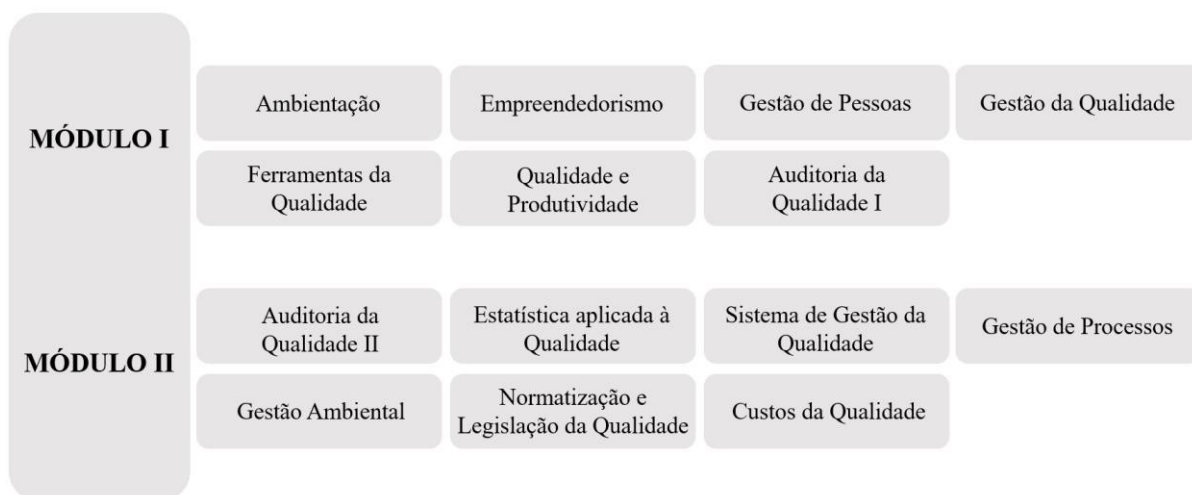 MÓDULO I
Ambientação
Empreendedorismo
Gestão de Pessoas
Gestão da Qualidade
Ferramentas da
Qualidade
Qualidade e
Produtividade
Auditoria da
Qualidade I
MÓDULO II
Auditoria da
Qualidade II
Estatística aplicada à
Qualidade
Sistema de Gestão da
Qualidade
Gestão de Processos
Gestão Ambiental
Normatização e
Legislação da Qualidade
Custos da Qualidade